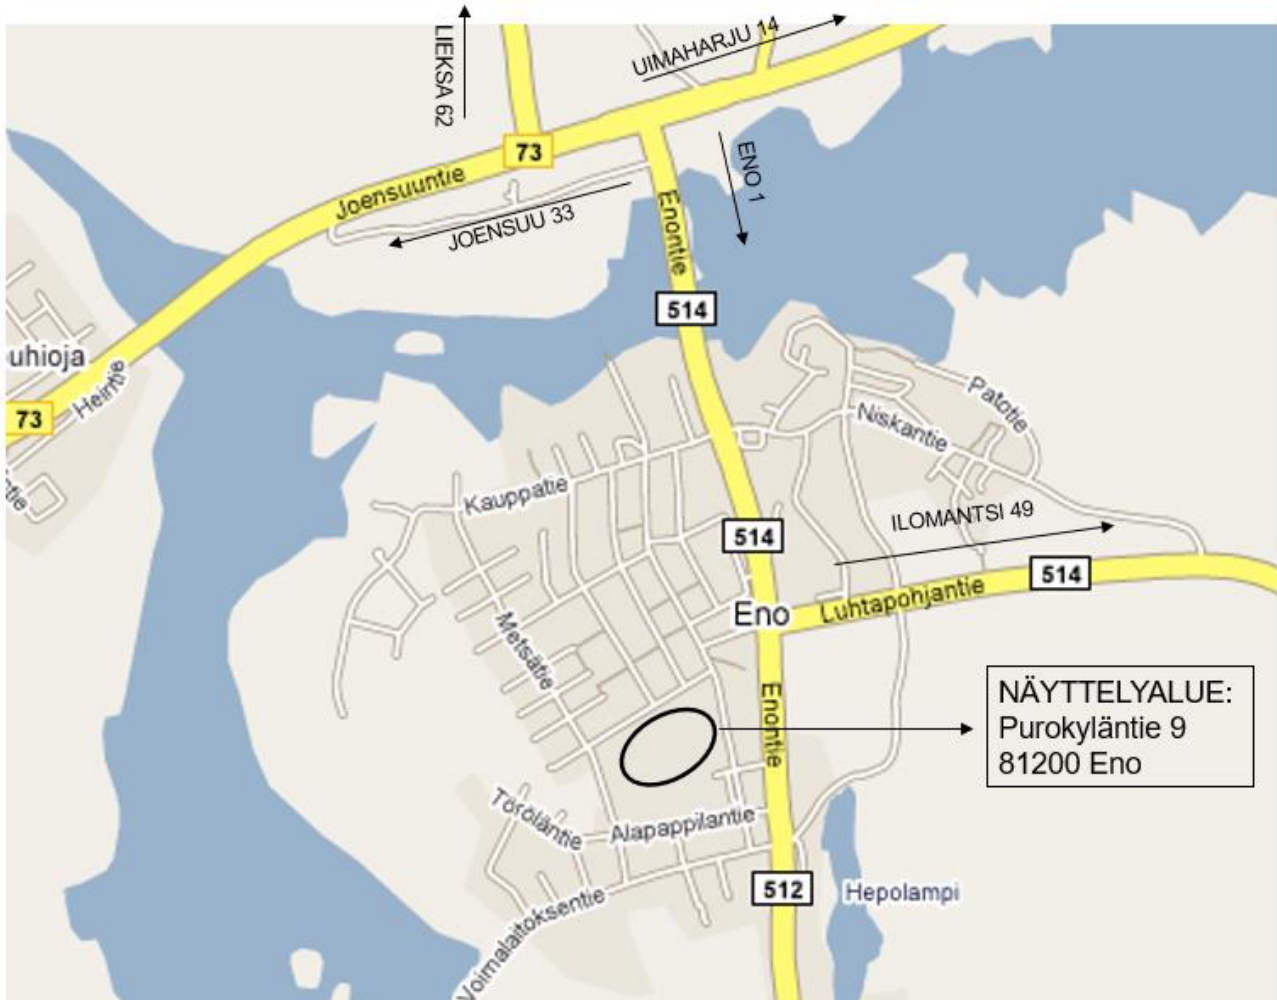 LIEKSA 62
UIMAHARJU 14
73
Joensuuntie
JOENSUU 33
ENO 1
Enontie
514
uhioja
Heintie
73
Patotie
Niskantie
Kauppatie
ILOMANTSI 49
514
514
Eno
Luhtapohjantie
Metsätie
Enontie
NÄYTTELYALUE:
Purokyläntie 9
81200 Eno
Töröläntie
Alapappilantie
512
Hepolampi
Voimalaitoksentie